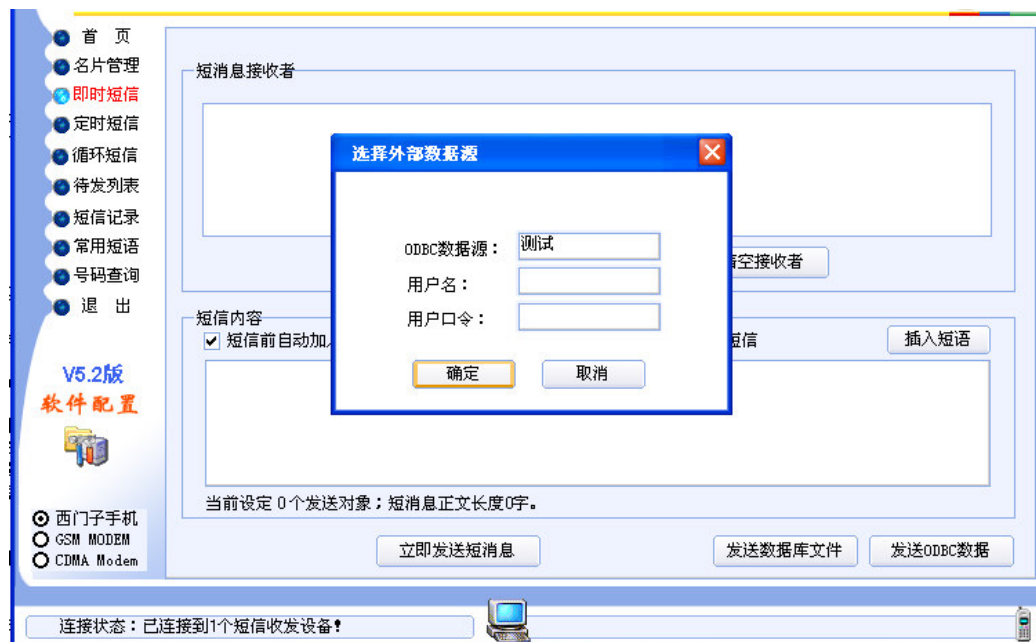 首 页
名片管理
即时短信
定时短信
循环短信
待发列表
短信记录
常用短语
号码查询
退 出
V5.2版
软件配置
西门子手机
GSM MODEM
CDMA Modem
短消息接收者
选择外部数据源
ODBC数据源：测试
用户名：
用户口令：
确定 取消
空接收者
短信内容
短信前自动加
短信
插入短语
当前设定 0个发送对象；短消息正文长度0字。
立即发送短消息 发送数据库文件 发送ODBC数据
连接状态：已连接到1个短信收发设备！